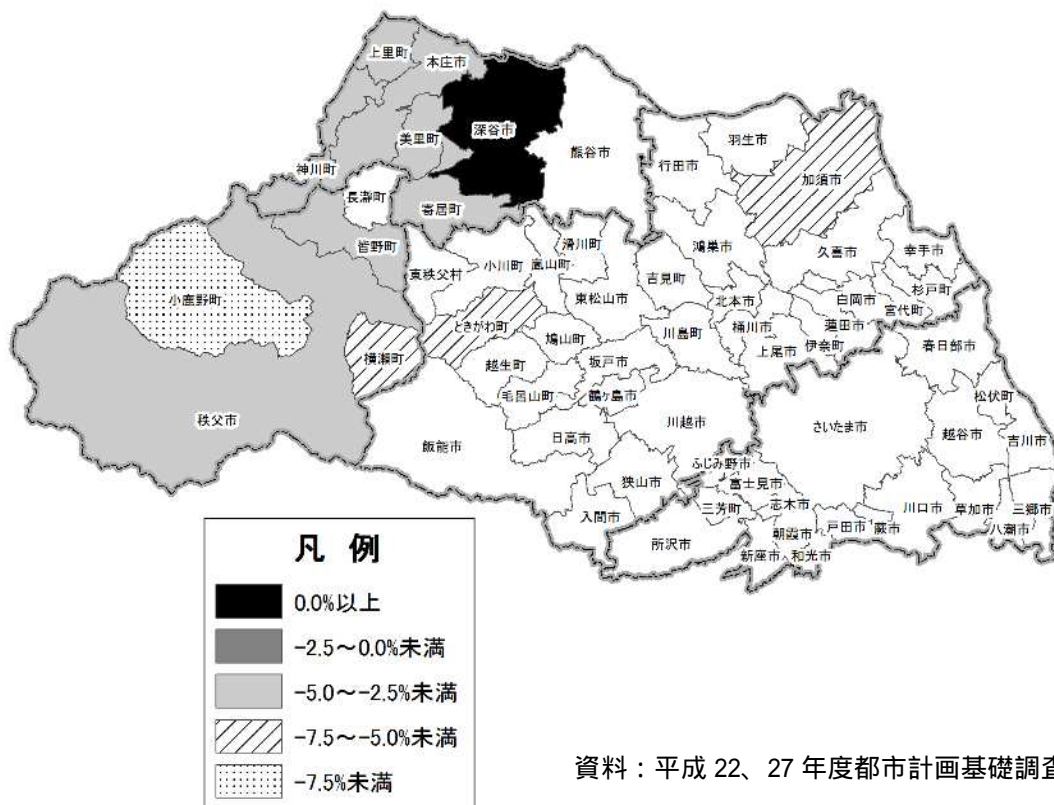 上里町
本庄市
深谷市
美里町
熊谷市
羽生市
行田市
加須市
神川町
長瀞町
寄居町
皆野町
滑川町
小川町
嵐山町
吉見町
鴻巣市
久喜市
幸手市
東秩父村
小鹿野町
東松山市
北本市
白岡市
杉戸町
宮代町
ときがわ町
横瀬町
鳩山町
川島町
桶川市
蓮田市
上尾市
伊奈町
春日部市
越生町
坂戸市
毛呂山町
鶴ヶ島市
松伏町
秩父市
飯能市
日高市
川越市
さいたま市
越谷市
吉川市
ふじみ野市
狭山市
富士見市
三芳町
志木市
川口市
草加市
三郷市
入間市
所沢市
朝霞市
戸田市
蕨市
八潮市
新座市
和光市
凡 例
0.0%以上
-2.5～0.0%未満
-5.0～-2.5%未満
-7.5～-5.0%未満
-7.5%未満
資料：平成 22、27 年度都市計画基礎調査